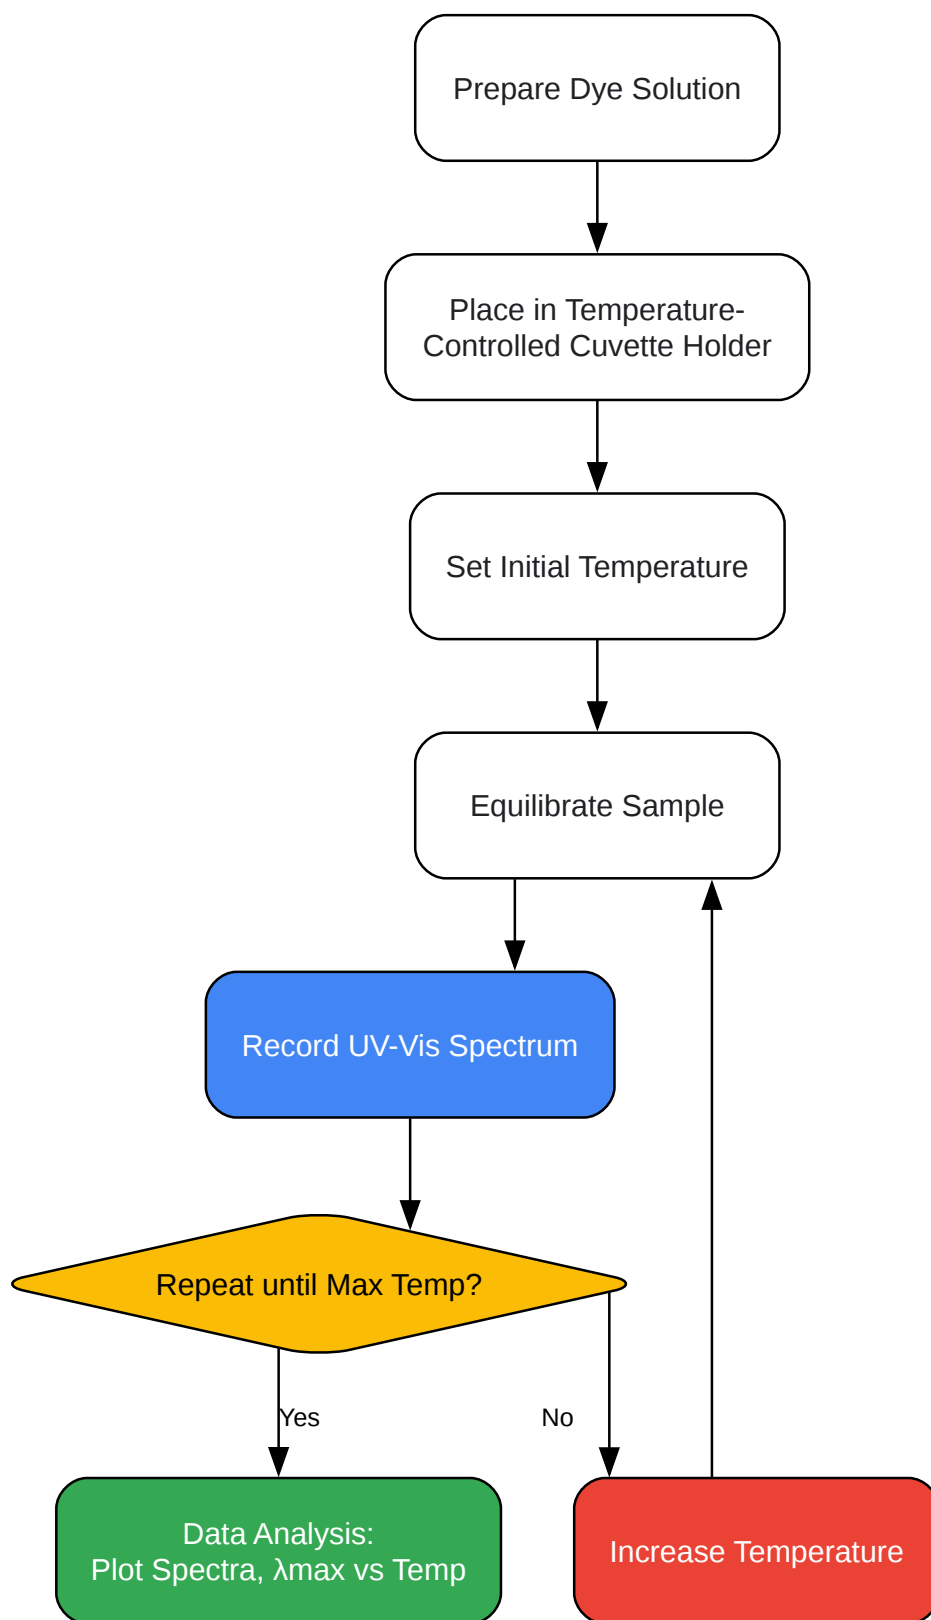 Prepare Dye Solution
Place in Temperature-
Controlled Cuvette Holder
Set Initial Temperature
Equilibrate Sample
Record UV-Vis Spectrum
Repeat until Max Temp?
Yes
No
Data Analysis:
Plot Spectra, λmax vs Temp
Increase Temperature